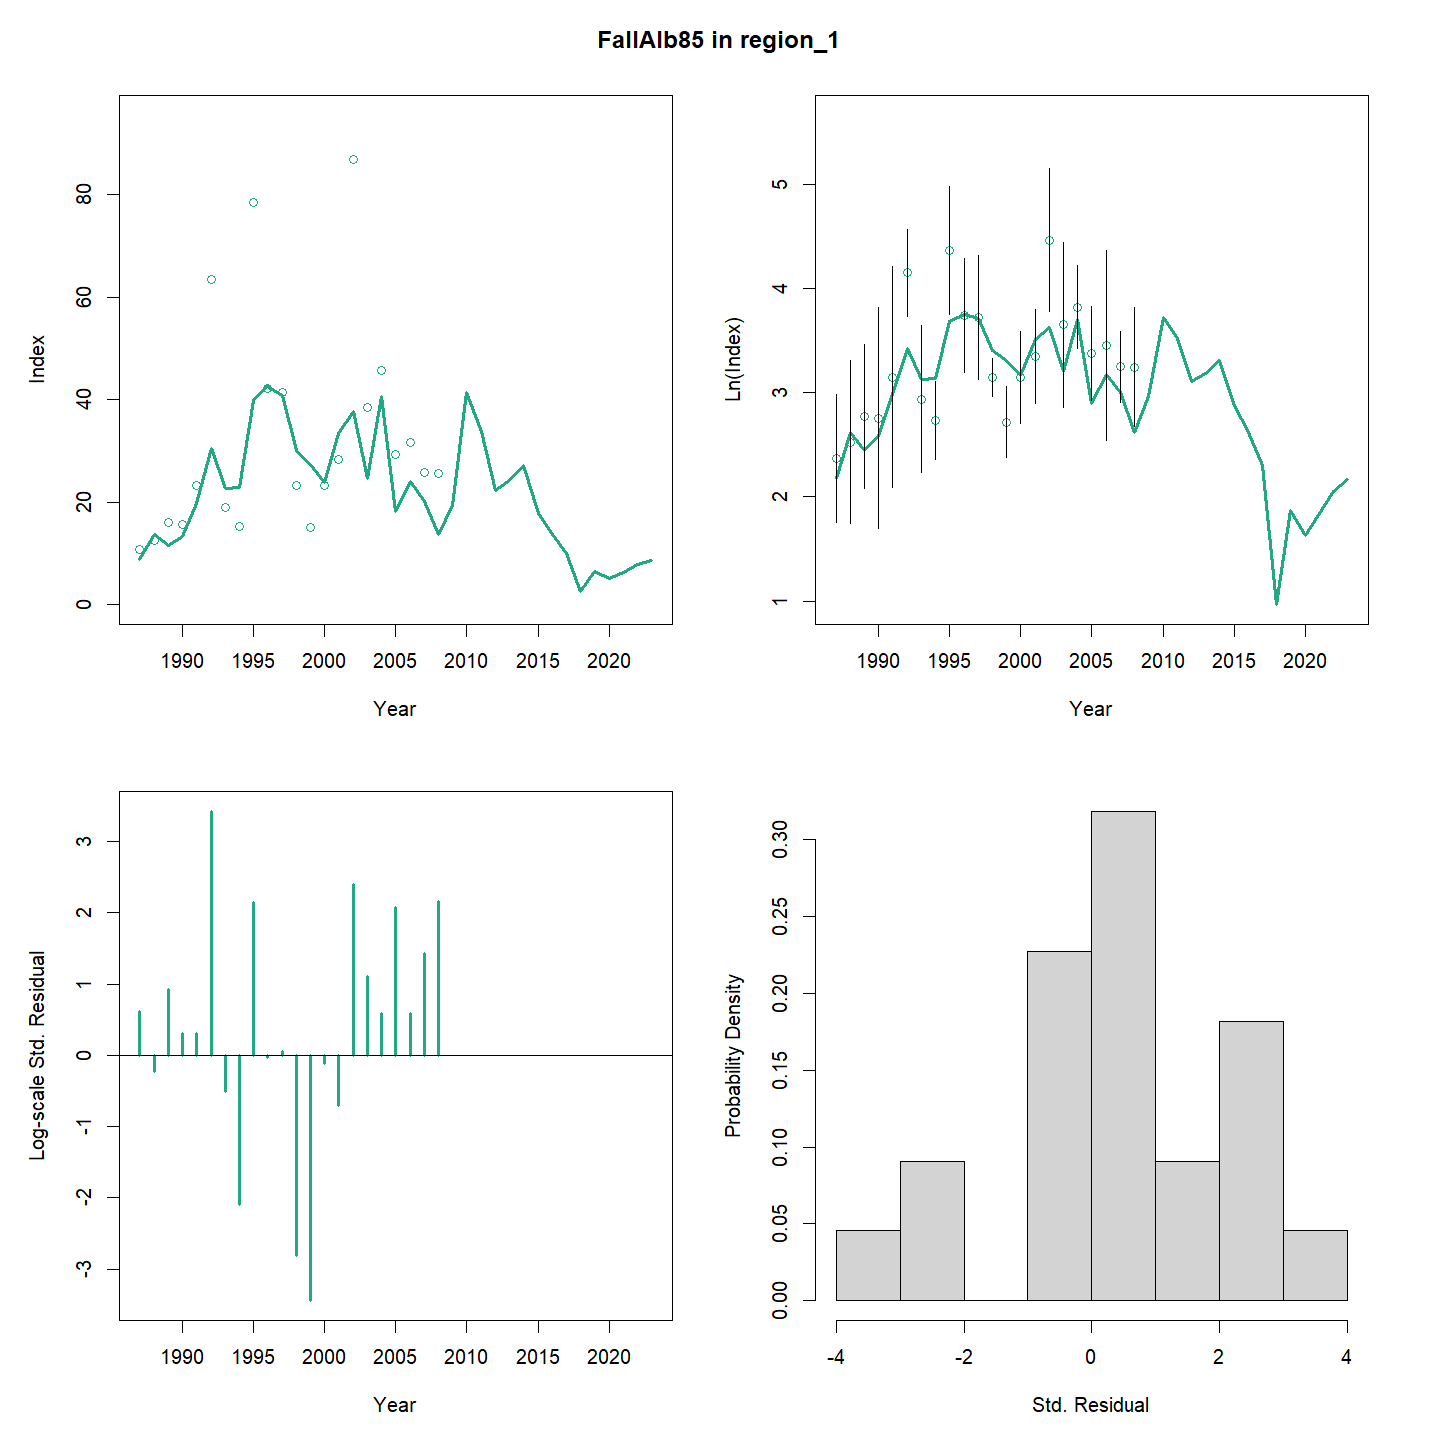 FallAlb85 in region_1
Index
0 20 40 60 80
1990 1995 2000 2005 2010 2015 2020
Year
Ln(Index)
1 2 3 4 5
1990 1995 2000 2005 2010 2015 2020
Year
Log-scale Std. Residual
-3 -2 -1 0 1 2 3
1990 1995 2000 2005 2010 2015 2020
Year
Probability Density
0.00 0.05 0.10 0.15 0.20 0.25 0.30
-4 -2 0 2 4
Std. Residual